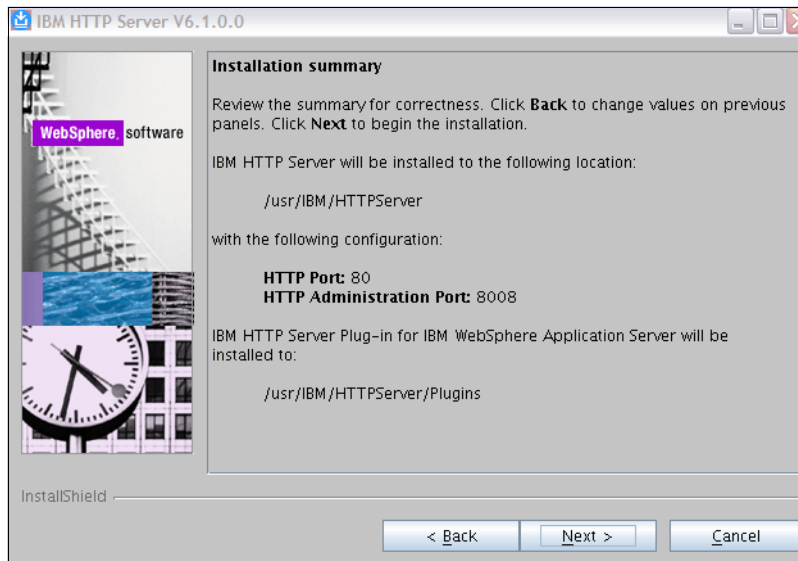 IBM HTTP Server V6.1.0.0
WebSphere. software
Installation summary
Review the summary for correctness. Click Back to change values on previous
panels. Click Next to begin the installation.
IBM HTTP Server will be installed to the following location:
/usr/IBM/HTTPServer
with the following configuration:
HTTP Port: 80
HTTP Administration Port: 8008
IBM HTTP Server Plug-in for IBM WebSphere Application Server will be
installed to:
/usr/IBM/HTTPServer/Plugins
InstallShield
< Back
Next >
Cancel